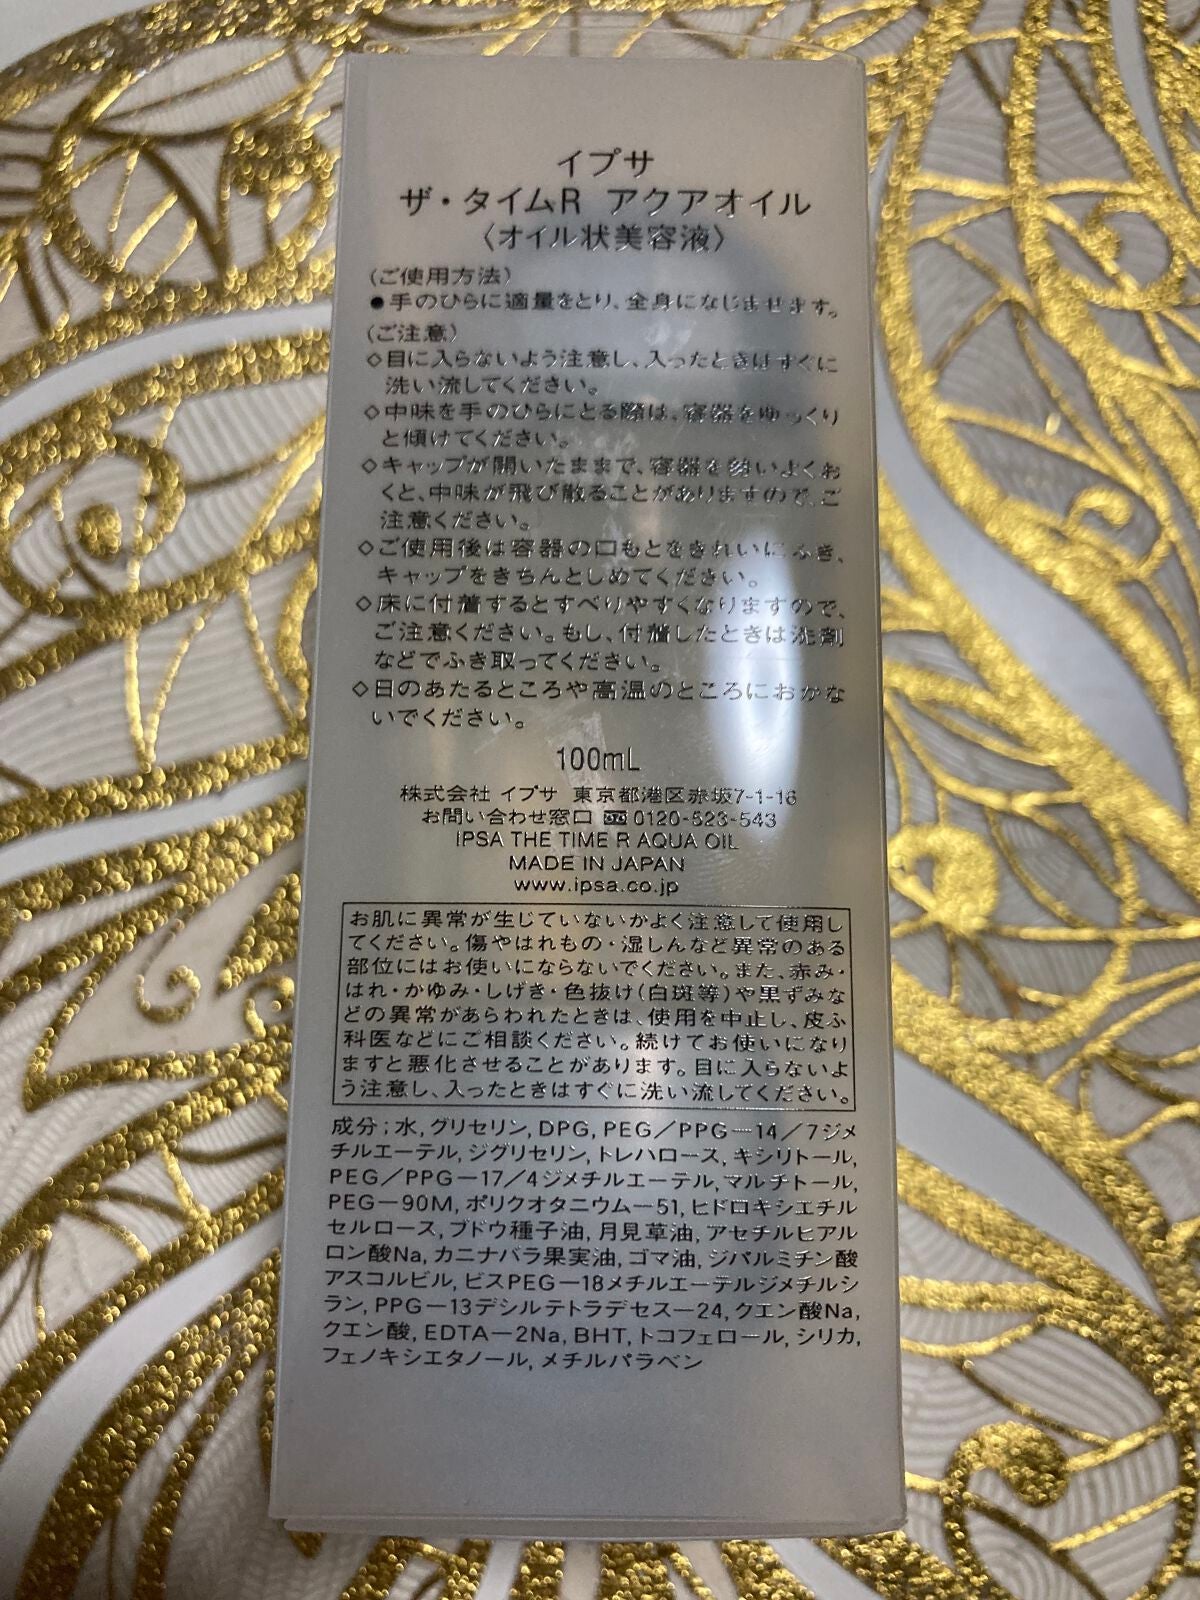 イプサ
ザ・タイムR アクアオイル
〈オイル状美容液〉
(ご使用方法)
●手のひらに適量をとり、全身になじませます。
(ご注意)
◇目に入らないよう注意し、入ったときはすぐに
洗い流してください。
◇中味を手のひらにとる際は、容器をゆっくり
と傾けてください。
◇キャップが開いたままで、容器を勢いよくお
くと、中味が飛び散ることがありますので、ご
注意ください。
◇ご使用後は容器の口もとをきれいにふき、
キャップをきちんとしめてください。
◇床に付着するとすべりやすくなりますので、
ご注意ください。もし、付着したときは洗剤
などでふき取ってください。
◇日のあたるところや高温のところにおかな
いでください。
100mL
株式会社 イプサ 東京都港区赤坂7-1-16
お問い合わせ窓口 0120-523-543
IPSA THE TIME R AQUA OIL
MADE IN JAPAN
www.ipsa.co.jp
お肌に異常が生じていないかよく注意して使用し
てください。傷やはれもの・湿しんなど異常のある
部位にはお使いにならないでください。また、赤み・
はれ・かゆみ・しげき・色抜け(白斑等)や黒ずみな
どの異常があらわれたときは、使用を中止し、皮ふ
科医などにご相談ください。続けてお使いになり
ますと悪化させることがあります。目に入らないよ
う注意し、入ったときはすぐに洗い流してください。
成分;水, グリセリン, DPG, PEG/PPG－14/7ジメ
チルエーテル, ジグリセリン, トレハロース, キシリトール,
PEG/PPG－17/4ジメチルエーテル, マルチトール,
PEG－90M, ポリクオタニウム－51, ヒドロキシエチル
セルロース, ブドウ種子油, 月見草油, アセチルヒアル
ロン酸Na, カニナバラ果実油, ゴマ油, ジパルミチン酸
アスコルビル, ビスPEG－18メチルエーテルジメチルシ
ラン, PPG－13デシルテトラデセス－24, クエン酸Na,
クエン酸, EDTA－2Na, BHT, トコフェロール, シリカ,
フェノキシエタノール, メチルパラベン